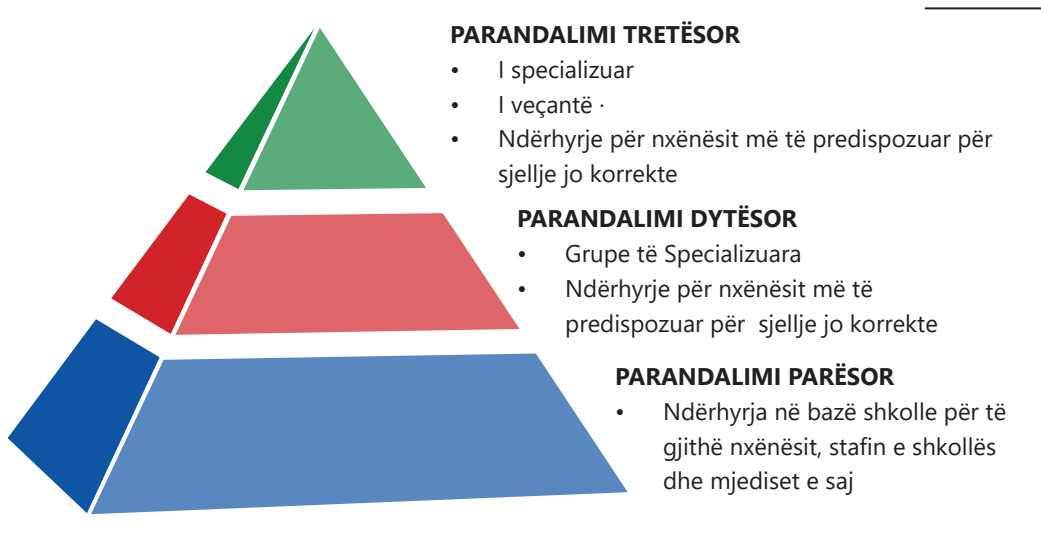 PARANDALIMI TRETËSOR
• I specializuar
• I veçantë ·
• Ndërhyrje për nxënësit më të predispozuar për
sjellje jo korrekte
PARANDALIMI DYTËSOR
• Grupe të Specializuara
• Ndërhyrje për nxënësit më të
predispozuar për sjellje jo korrekte
PARANDALIMI PARËSOR
• Ndërhyrja në bazë shkolle për të
gjithë nxënësit, stafin e shkollës
dhe mjediset e saj